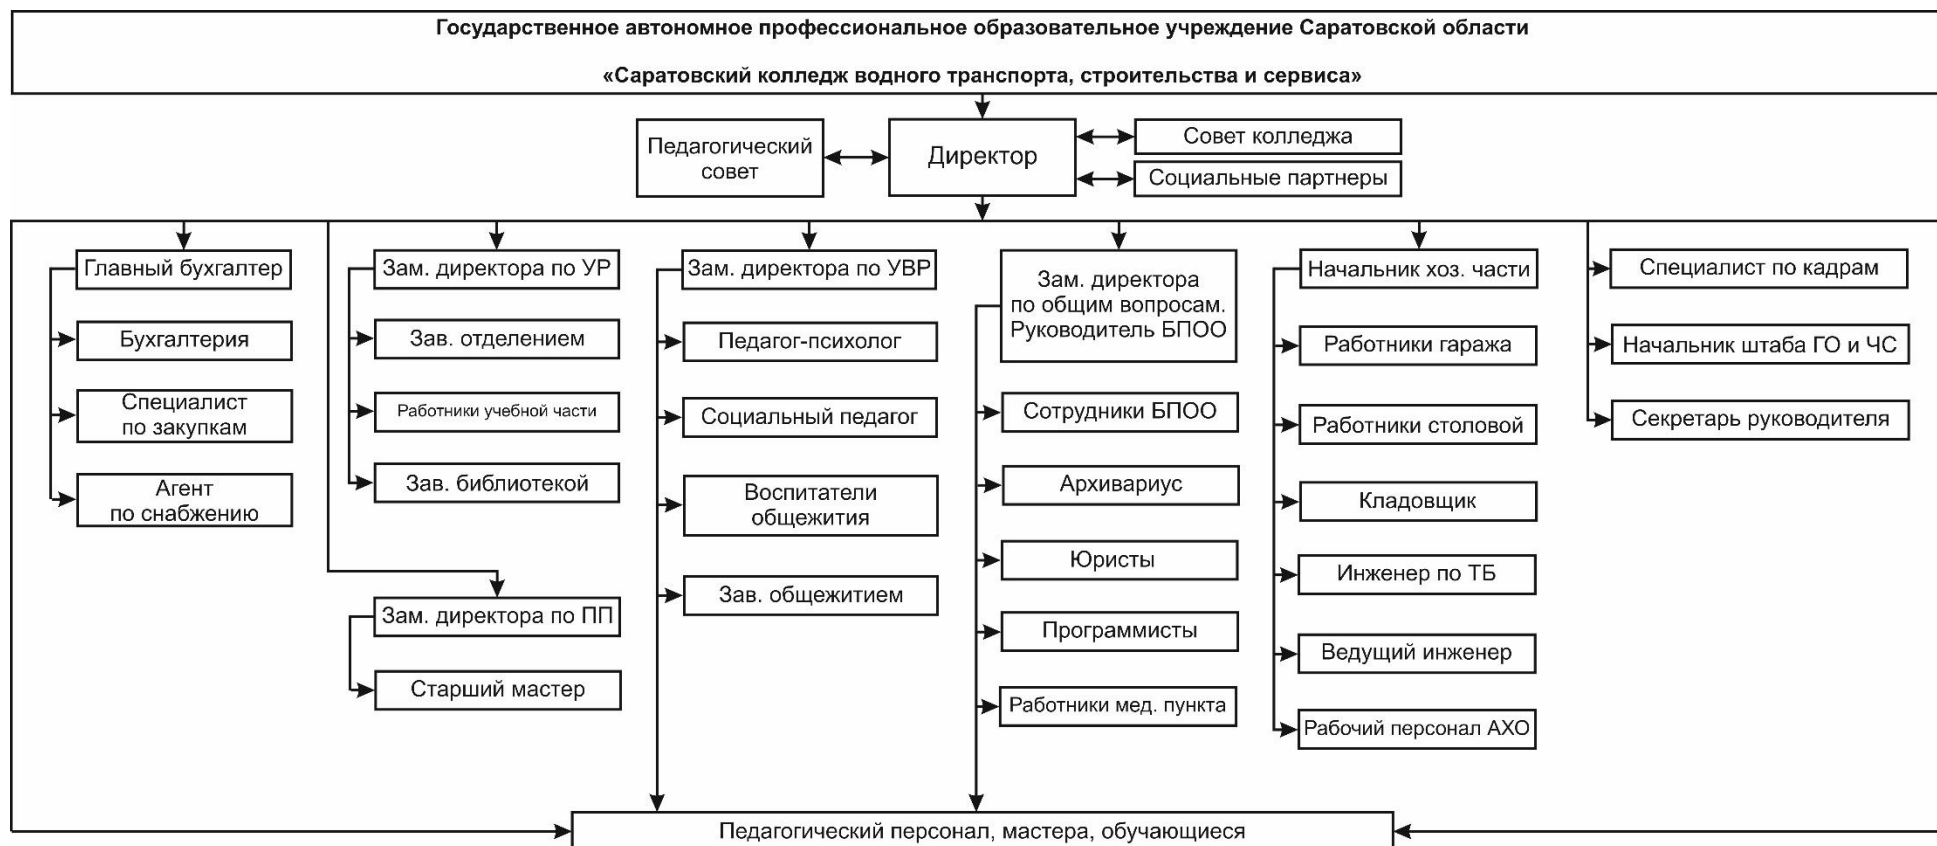 Государственное автономное профессиональное образовательное учреждение Саратовской области
«Саратовский колледж водного транспорта, строительства и сервиса»
Педагогический
совет
Директор
Совет колледжа
Социальные партнеры
Главный бухгалтер
Бухгалтерия
Специалист
по закупкам
Агент
по снабжению
Зам. директора по УР
Зав. отделением
Работники учебной части
Зав. библиотекой
Зам. директора по ПП
Старший мастер
Зам. директора по УВР
Педагог-психолог
Социальный педагог
Воспитатели
общежития
Зав. общежитием
Зам. директора
по общим вопросам.
Руководитель БПОО
Сотрудники БПОО
Архивариус
Юристы
Программисты
Работники мед. пункта
Начальник хоз. части
Работники гаража
Работники столовой
Кладовщик
Инженер по ТБ
Ведущий инженер
Рабочий персонал АХО
Специалист по кадрам
Начальник штаба ГО и ЧС
Секретарь руководителя
Педагогический персонал, мастера, обучающиеся